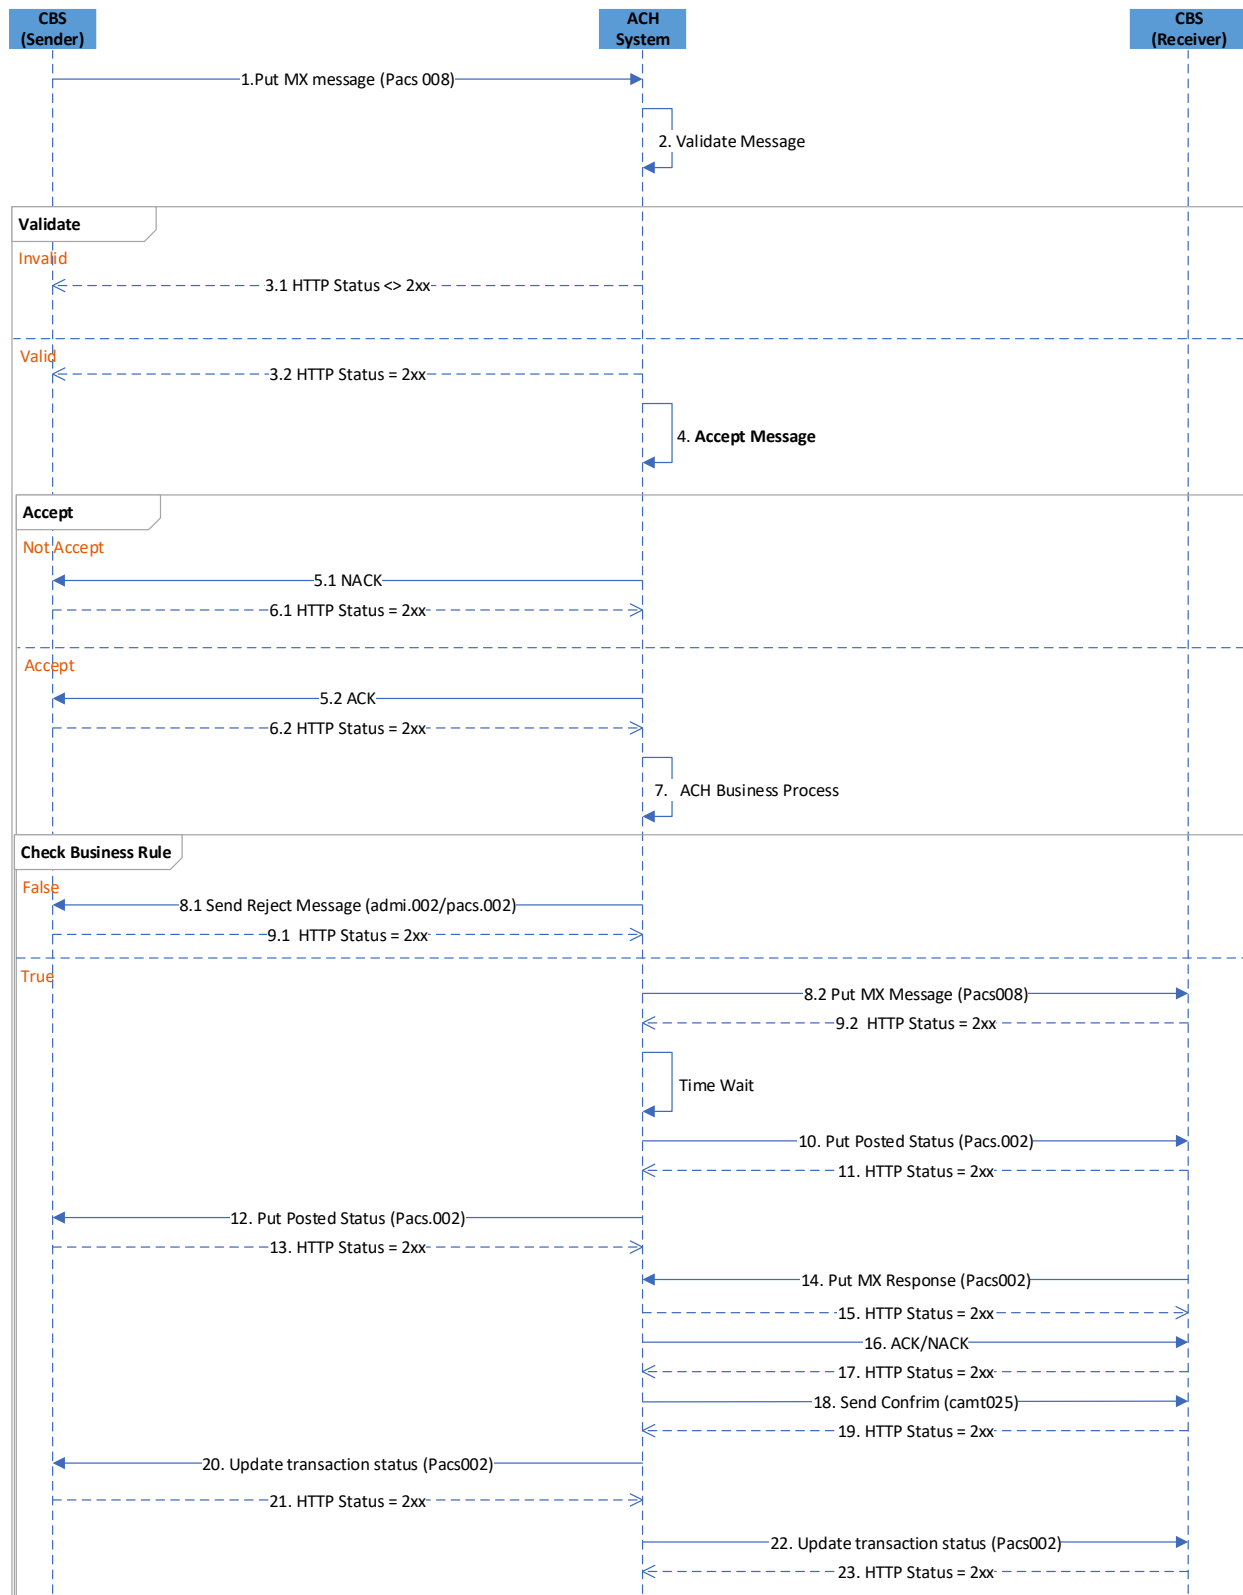 CBS
(Sender)
ACH
System
CBS
(Receiver)
1.Put MX message (Pacs 008)
2. Validate Message
Validate
Invalid
3.1 HTTP Status <> 2xx
Valid
3.2 HTTP Status = 2xx
4. Accept Message
Accept
Not Accept
5.1 NACK
6.1 HTTP Status = 2xx
Accept
5.2 ACK
6.2 HTTP Status = 2xx
7. ACH Business Process
Check Business Rule
False
8.1 Send Reject Message (admi.002/pacs.002)
9.1 HTTP Status = 2xx
True
8.2 Put MX Message (Pacs008)
9.2 HTTP Status = 2xx
Time Wait
10. Put Posted Status (Pacs.002)
11. HTTP Status = 2xx
12. Put Posted Status (Pacs.002)
13. HTTP Status = 2xx
14. Put MX Response (Pacs002)
15. HTTP Status = 2xx
16. ACK/NACK
17. HTTP Status = 2xx
18. Send Confrim (camt025)
19. HTTP Status = 2xx
20. Update transaction status (Pacs002)
21. HTTP Status = 2xx
22. Update transaction status (Pacs002)
23. HTTP Status = 2xx